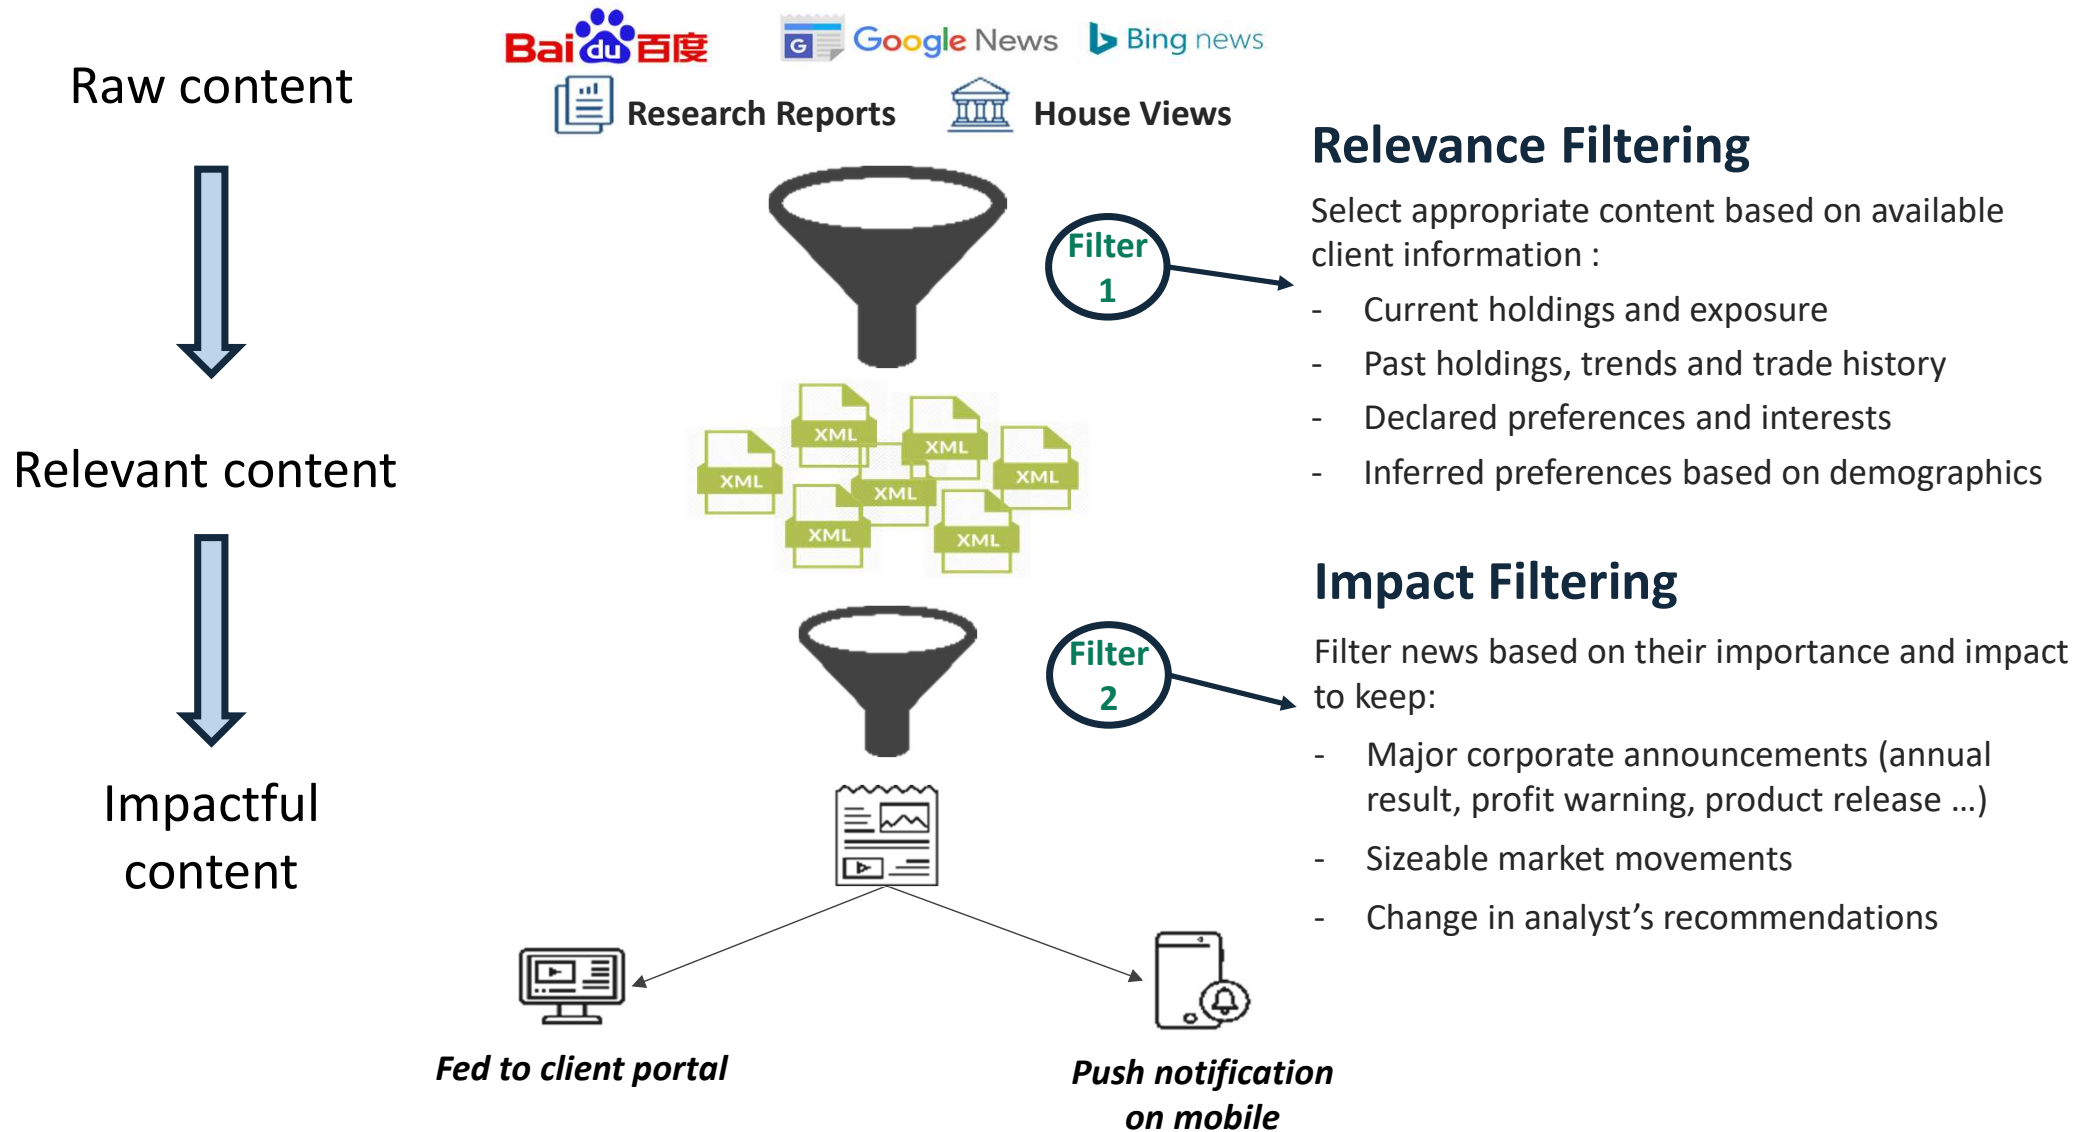 Raw content
Baidu百度
G Google News
Bing news
Research Reports
House Views
Relevance Filtering
Select appropriate content based on available
client information :
- Current holdings and exposure
- Past holdings, trends and trade history
- Declared preferences and interests
- Inferred preferences based on demographics
Filter
1
Relevant content
XML
XML
XML
XML
XML
XML
XML
Impact Filtering
Filter news based on their importance and impact
to keep:
- Major corporate announcements (annual
result, profit warning, product release ...)
- Sizeable market movements
- Change in analyst’s recommendations
Filter
2
Impactful
content
Fed to client portal
Push notification
on mobile